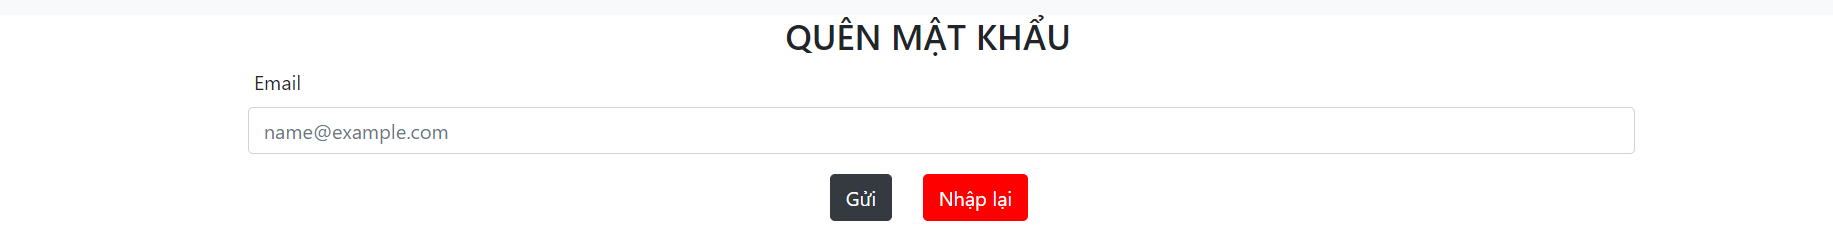 QUÊN MẬT KHẨU
Email
name@example.com
Gửi Nhập lại